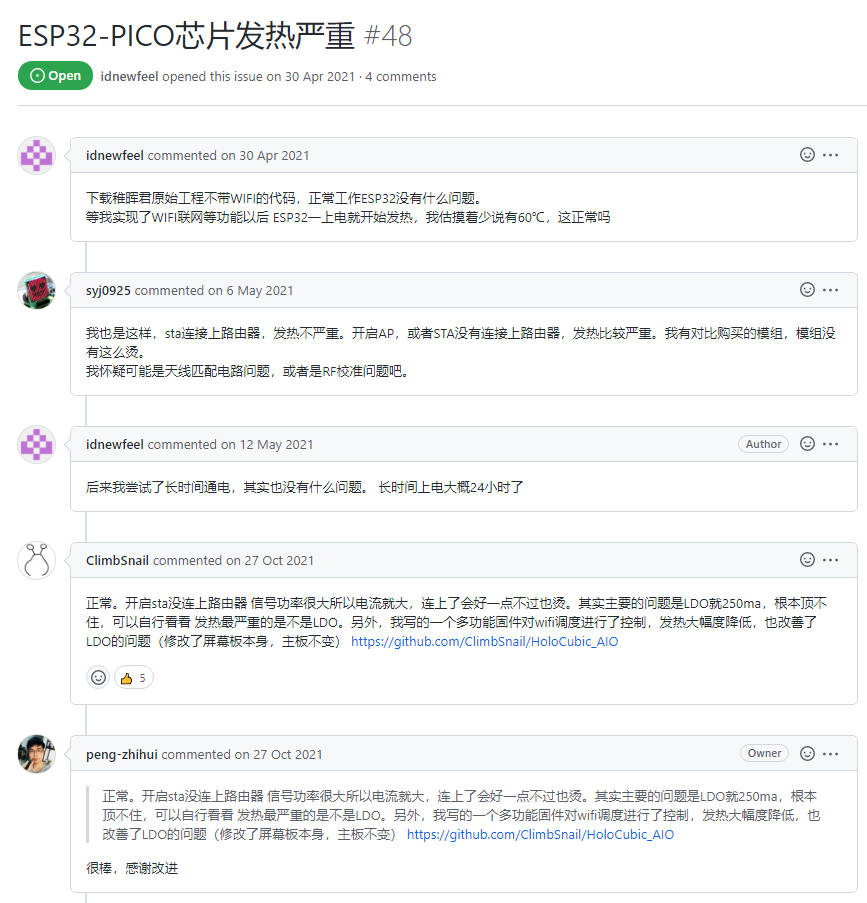 ESP32-PICO芯片发热严重 #48
Open idnewfeel opened this issue on 30 Apr 2021 · 4 comments
idnewfeel commented on 30 Apr 2021
下载稚晖君原始工程不带WIFI的代码，正常工作ESP32没有什么问题。
等我实现了WIFI联网等功能以后 ESP32一上电就开始发热，我估摸着少说有60℃，这正常吗
syj0925 commented on 6 May 2021
我也是这样，sta连接上路由器，发热不严重。开启AP，或者STA没有连接上路由器，发热比较严重。我有对比购买的模组，模组没
有这么烫。
我怀疑可能是天线匹配电路问题，或者是RF校准问题吧。
idnewfeel commented on 12 May 2021 Author
后来我尝试了长时间通电，其实也没有什么问题。 长时间上电大概24小时了
ClimbSnail commented on 27 Oct 2021
正常。开启sta没连上路由器 信号功率很大所以电流就大，连上了会好一点不过也烫。其实主要的问题是LDO就250ma，根本顶不
住，可以自行看看 发热最严重的是不是LDO。另外，我写的一个多功能固件对wifi调度进行了控制，发热大幅度降低，也改善了
LDO的问题（修改了屏幕板本身，主板不变） https://github.com/ClimbSnail/HoloCubic_AIO
5
peng-zhihui commented on 27 Oct 2021 Owner
正常。开启sta没连上路由器 信号功率很大所以电流就大，连上了会好一点不过也烫。其实主要的问题是LDO就250ma，根本
顶不住，可以自行看看 发热最严重的是不是LDO。另外，我写的一个多功能固件对wifi调度进行了控制，发热大幅度降低，也
改善了LDO的问题（修改了屏幕板本身，主板不变） https://github.com/ClimbSnail/HoloCubic_AIO
很棒，感谢改进